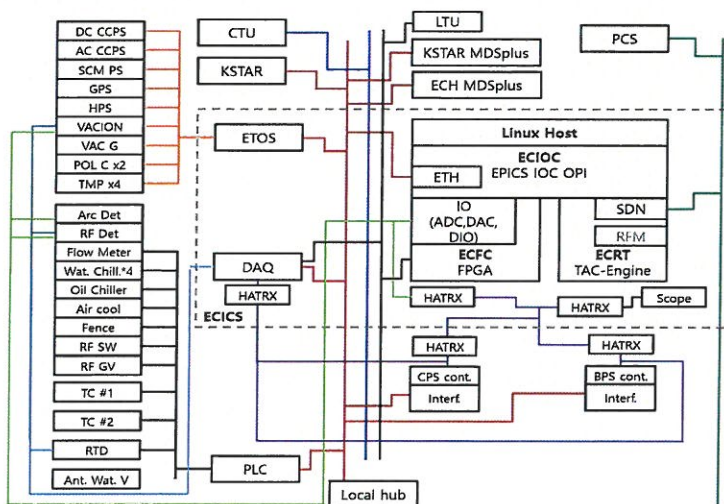 DC CCPS
AC CCPS
SCM PS
GPS
HPS
VACION
VAC G
POL C x2
TMP x4
Arc Det
RF Det
Flow Meter
Wat. Chill.*4
Oil Chiller
Air cool
Fence
RF SW
RF GV
TC #1
TC #2
RTD
Ant. Wat. V
CTU
KSTAR
ETOS
DAQ
HATRX
ECICS
PLC
Local hub
LTU
KSTAR MDSplus
ECH MDSplus
PCS
Linux Host
ECIOC
EPICS IOC OPI
ETH
IO
(ADC,DAC,
DIO)
ECFC
FPGA
SDN
RFM
ECRT
TAC-Engine
HATRX
HATRX
Scope
HATRX
CPS cont.
Interf.
HATRX
BPS cont.
Interf.